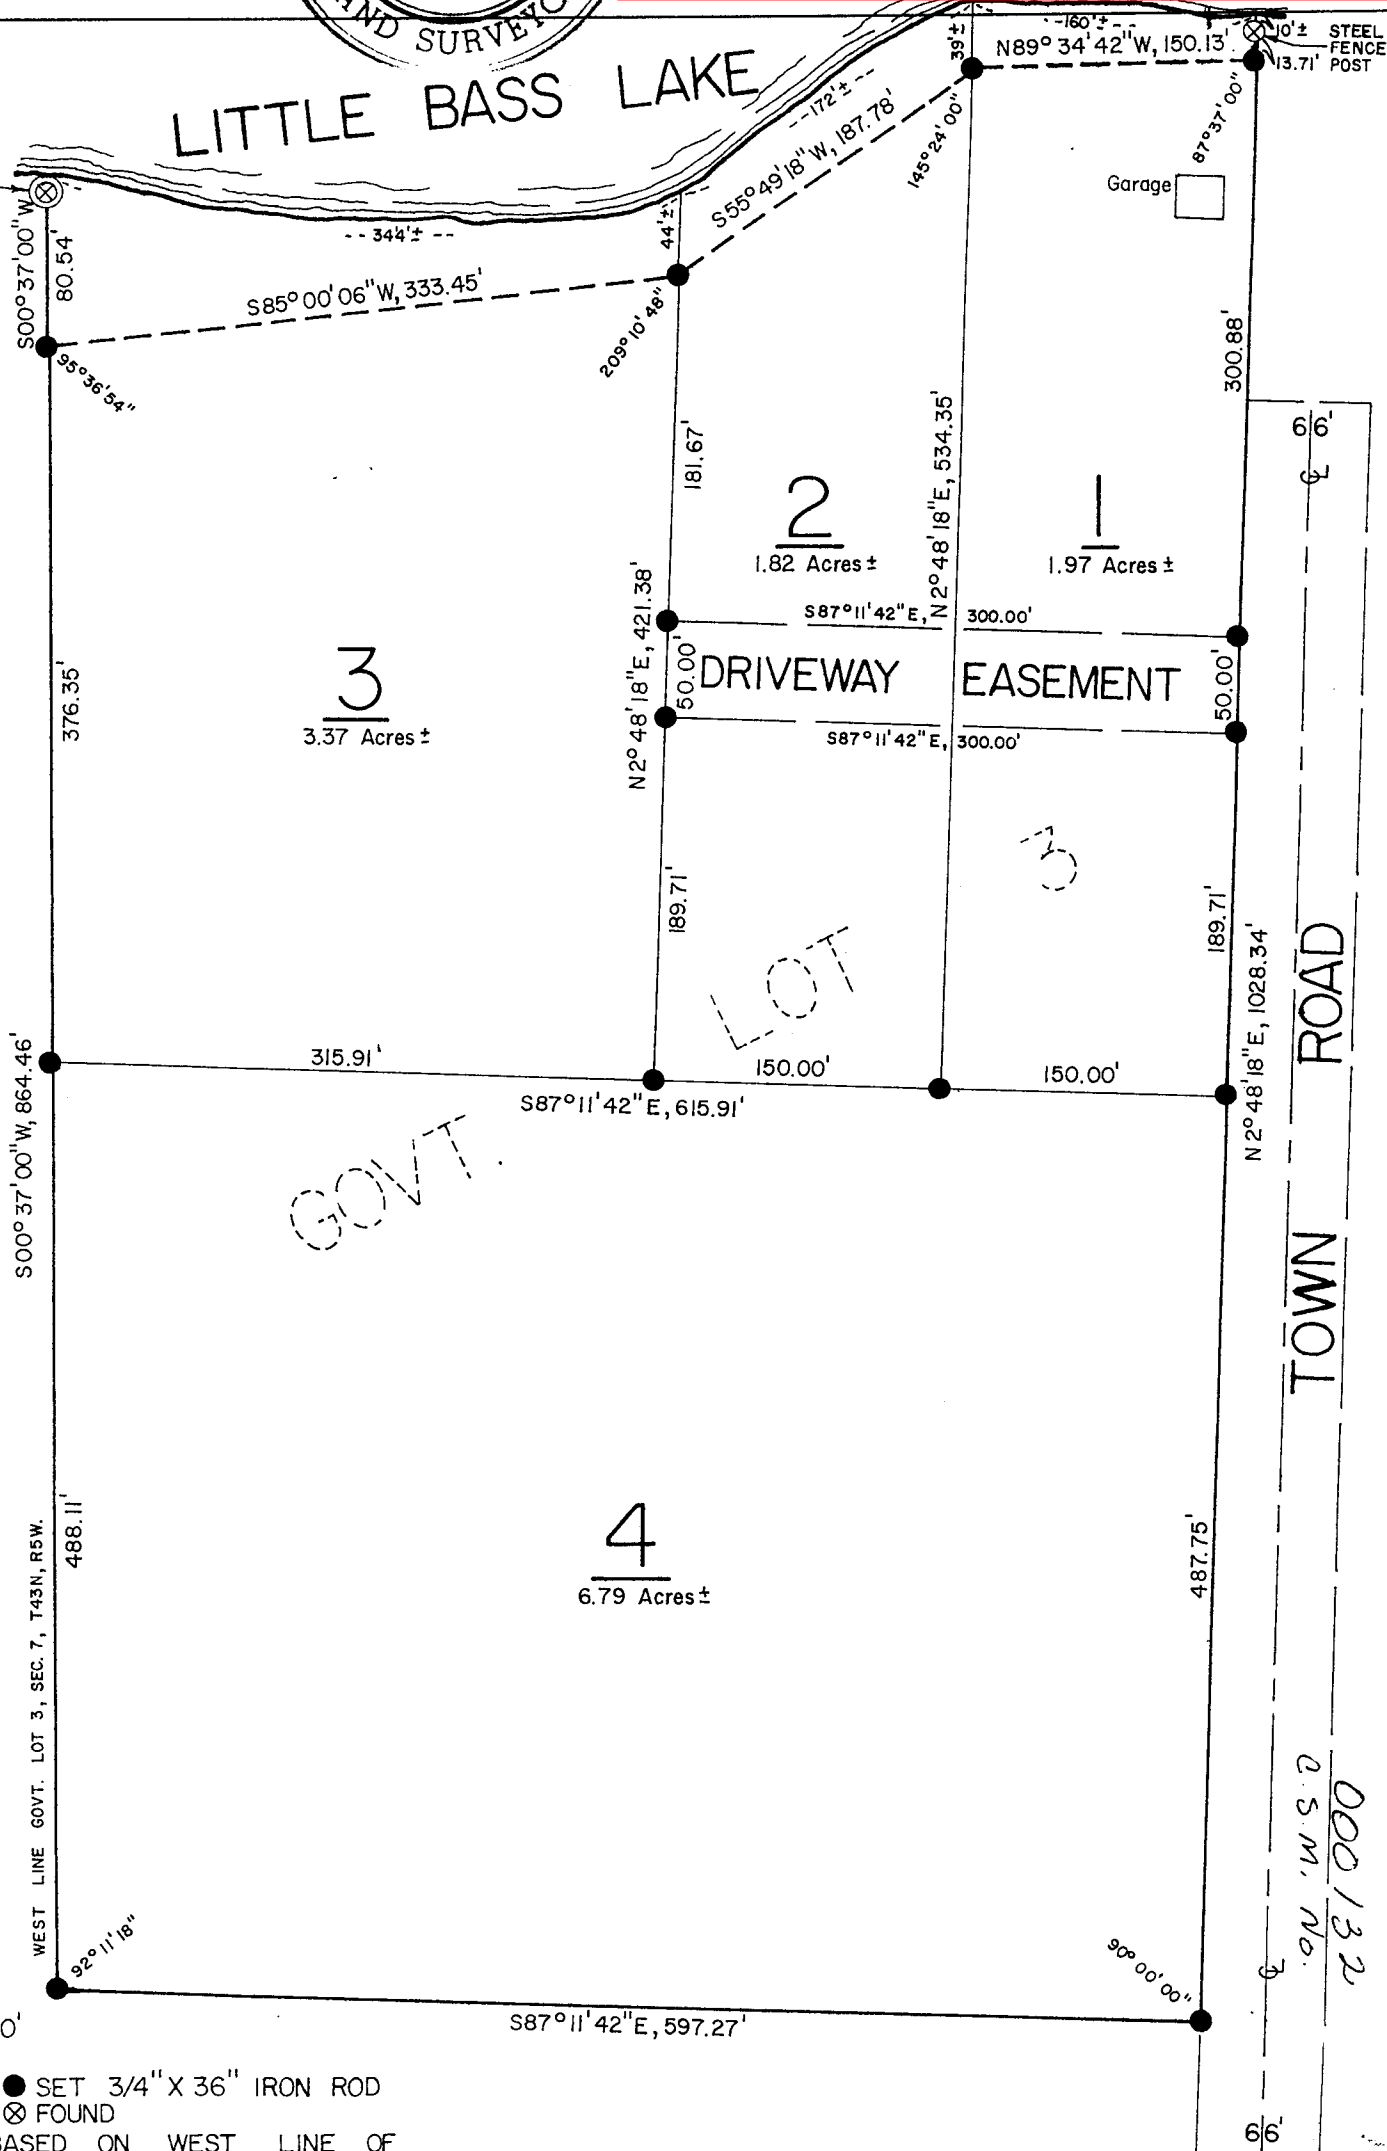 AND SURVEYO
LITTLE BASS LAKE
160'±
N89°34'42"W, 150.13'
39'±
10'±
STEEL
FENCE
POST
13.71'
87°37'00"
172'±
S55°49'18"W, 187.78'
145°24'00"
Garage
S00°37'00"W
80.54'
344'±
44'±
S85°00'06"W, 333.45'
95°36'54"
209°10'48"
300.88'
66'
181.67'
N2°48'18"E, 534.35'
2
1.82 Acres±
1
1.97 Acres±
S87°11'42"E, 300.00'
N2°48'18"E, 421.38'
50.00'
DRIVEWAY EASEMENT
50.00'
S87°11'42"E, 300.00'
376.35'
3
3.37 Acres±
189.71'
189.71'
GOVT. LOT 3
N2°48'18"E, 1028.34'
TOWN ROAD
S00°37'00"W, 864.46'
315.91'
150.00'
150.00'
S87°11'42"E, 615.91'
488.11'
4
6.79 Acres±
487.75'
WEST LINE GOVT. LOT 3, SEC. 7, T43N, R5W.
000132
C.S.M. No.
92°11'18"
90°00'00"
S87°11'42"E, 597.27'
0'
SET 3/4" X 36" IRON ROD
FOUND
BASED ON WEST LINE OF
66'